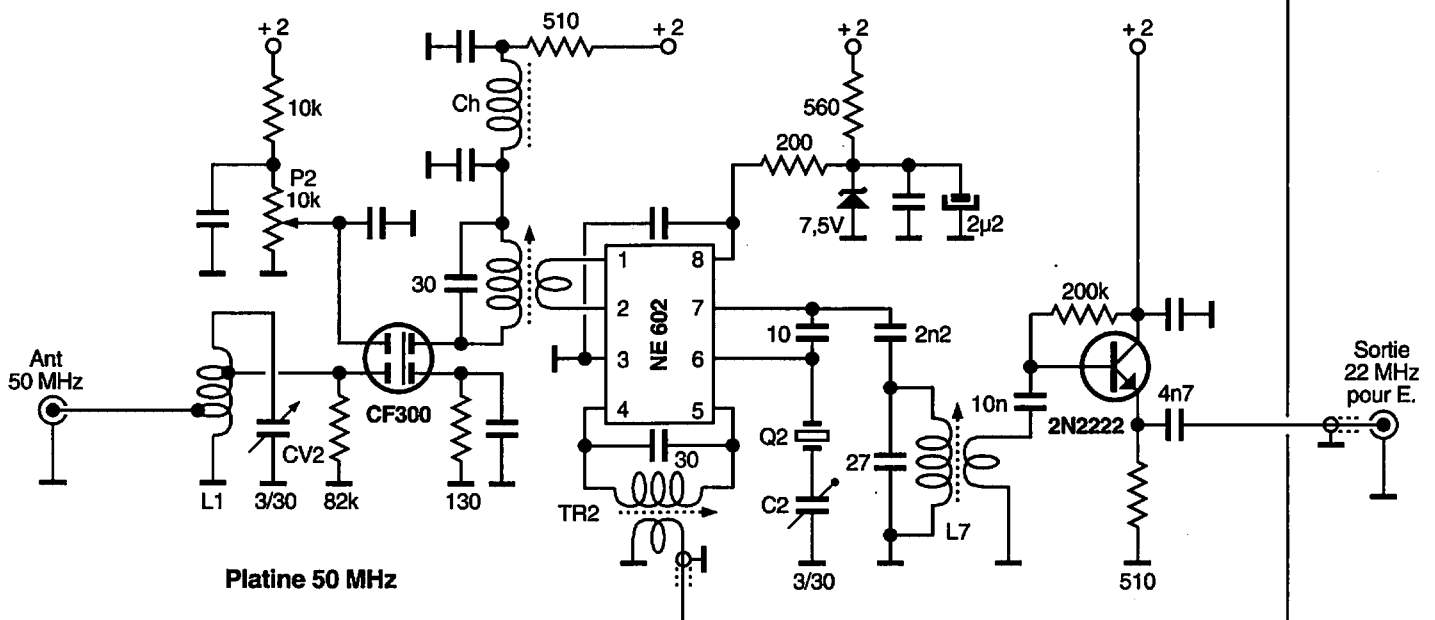 + 2
510
+ 2
+ 2
+ 2
10k
Ch
560
200
P2
10k
7,5V
2µ2
30
1
8
200k
2
NE 602
7
10
2n2
Ant
50 MHz
3
6
Sortie
22 MHz
pour E.
CF300
4
5
10n
4n7
2N2222
CV2
30
Q2
27
L1
3/30
82k
130
TR2
C2
L7
Platine 50 MHz
3/30
510